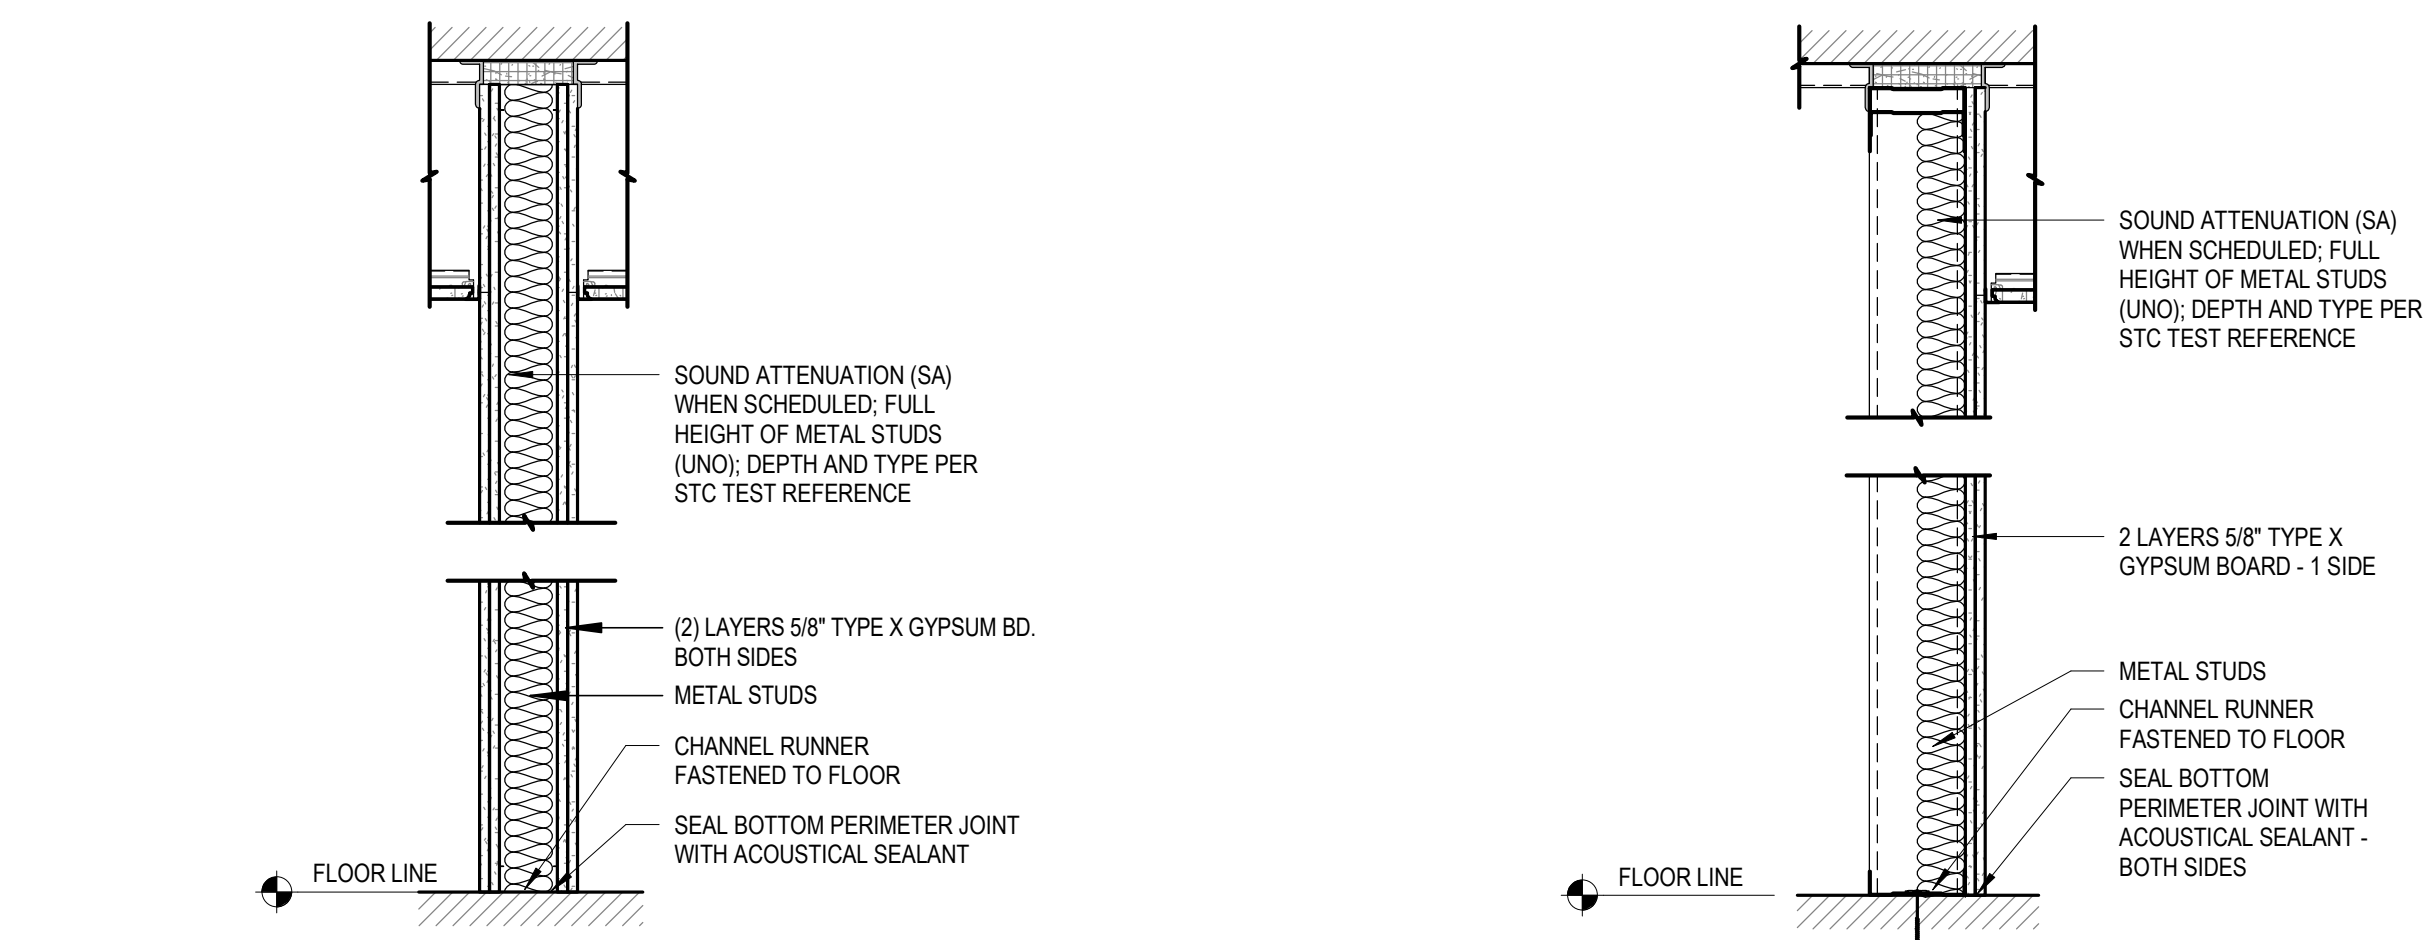 SOUND ATTENUATION (SA)
WHEN SCHEDULED; FULL
HEIGHT OF METAL STUDS
(UNO); DEPTH AND TYPE PER
STC TEST REFERENCE
(2) LAYERS 5/8" TYPE X GYPSUM BD.
BOTH SIDES
METAL STUDS
CHANNEL RUNNER
FASTENED TO FLOOR
SEAL BOTTOM PERIMETER JOINT
WITH ACOUSTICAL SEALANT
FLOOR LINE
SOUND ATTENUATION (SA)
WHEN SCHEDULED; FULL
HEIGHT OF METAL STUDS
(UNO); DEPTH AND TYPE PER
STC TEST REFERENCE
2 LAYERS 5/8" TYPE X
GYPSUM BOARD - 1 SIDE
METAL STUDS
CHANNEL RUNNER
FASTENED TO FLOOR
SEAL BOTTOM
PERIMETER JOINT WITH
ACOUSTICAL SEALANT -
BOTH SIDES
FLOOR LINE